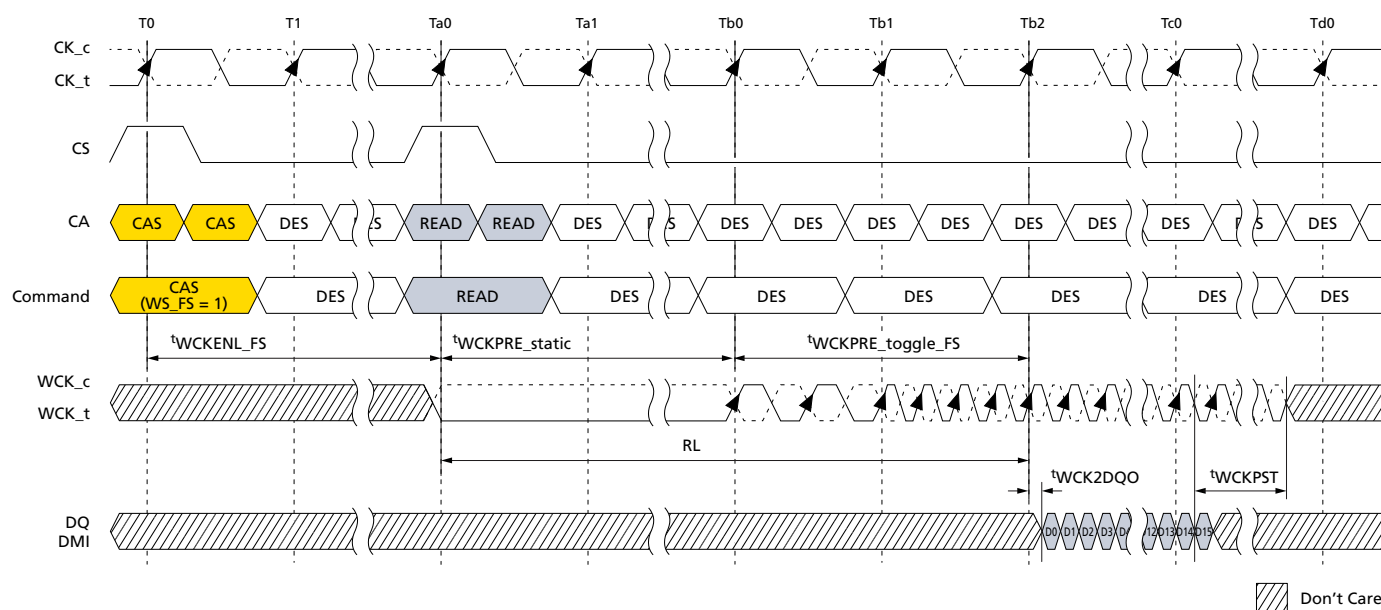 T0 T1 Ta0 Ta1 Tb0 Tb1 Tb2 Tc0 Td0
CK_c
CK_t
CS
CA CAS CAS DES READ READ DES DES DES DES DES DES DES DES
Command CAS (WS_FS = 1) DES READ DES DES DES DES DES DES
tWCKENL_FS tWCKPRE_static tWCKPRE_toggle_FS
WCK_c
WCK_t
RL
tWCK2DQO tWCKPST
DQ
DMI
D0 D1 D2 D3 D13 D14 D15
Don't Care